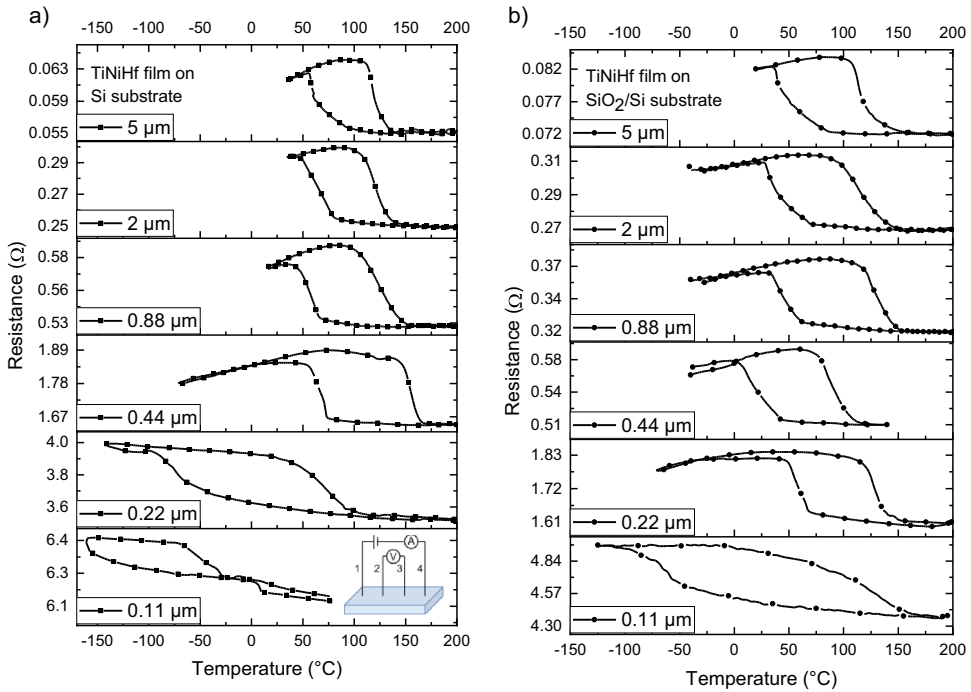 a)
-150 -100 -50 0 50 100 150 200
0.063
0.059
0.055
TiNiHf film on
Si substrate
5 µm
0.29
0.27
0.25
2 µm
0.58
0.56
0.53
0.88 µm
1.89
1.78
1.67
0.44 µm
4.0
3.8
3.6
0.22 µm
6.4
6.3
6.1
0.11 µm
A
V
1 2 3 4
-150 -100 -50 0 50 100 150 200
Resistance (Ω)
Temperature (°C)
b)
-150 -100 -50 0 50 100 150 200
0.082
0.077
0.072
TiNiHf film on
SiO2/Si substrate
5 µm
0.31
0.30
0.27
2 µm
0.37
0.34
0.32
0.88 µm
0.58
0.54
0.51
0.44 µm
1.83
1.72
1.61
0.22 µm
4.84
4.57
4.30
0.11 µm
-150 -100 -50 0 50 100 150 200
Resistance (Ω)
Temperature (°C)